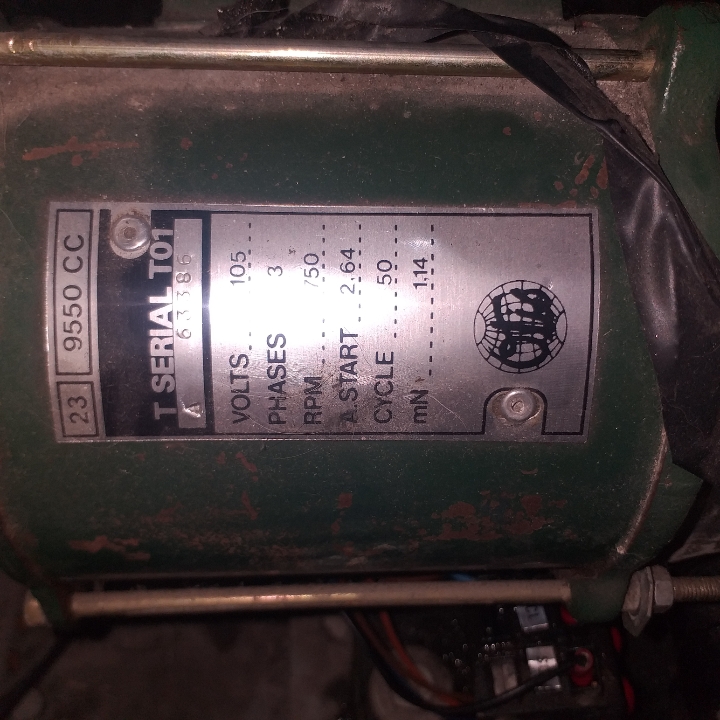 23 9550 CC
T SERIAL T01
A 63386
VOLTS 105
PHASES 3
RPM 750
A.START 2.64
CYCLE 50
mN 1.14